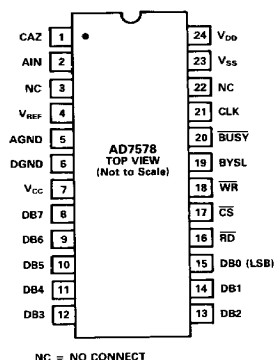 CAZ 1
AIN 2
NC 3
VREF 4
AGND 5
DGND 6
VCC 7
DB7 8
DB6 9
DB5 10
DB4 11
DB3 12
AD7578
TOP VIEW
(Not to Scale)
24 VDD
23 VSS
22 NC
21 CLK
20 BUSY
19 BYSL
18 WR
17 CS
16 RD
15 DB0 (LSB)
14 DB1
13 DB2
NC = NO CONNECT